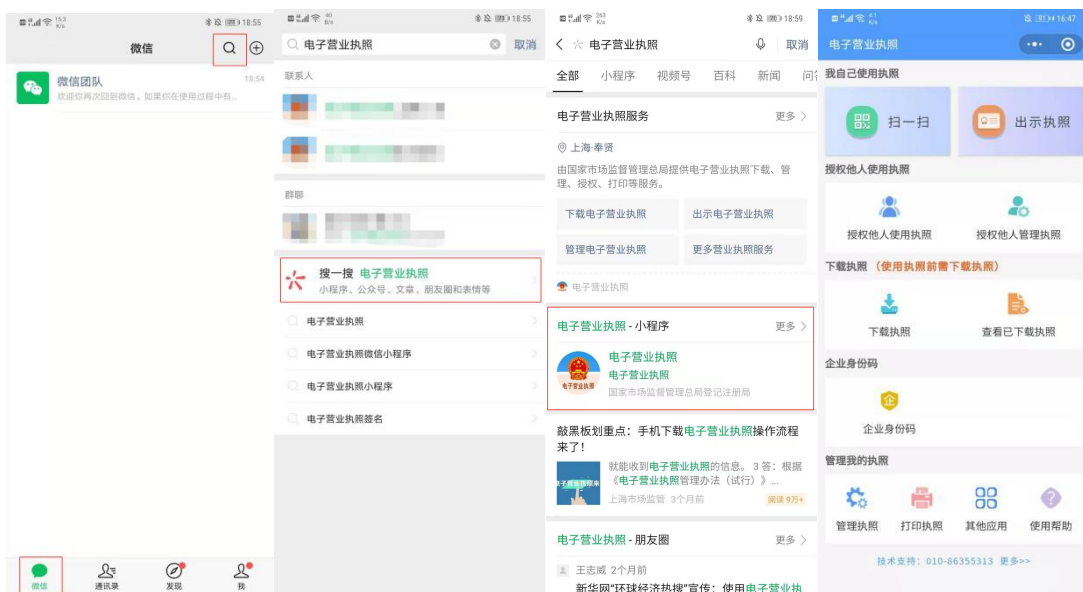 15.3
K/s
18:55
微信
微信团队
18:54
欢迎你再次回到微信。如果你在使用过程中有..
微信
通讯录
发现
我
40
K/s
18:55
电子营业执照
取消
联系人
群聊
搜一搜 电子营业执照
小程序、公众号、文章、朋友圈和表情等
电子营业执照
电子营业执照微信小程序
电子营业执照小程序
电子营业执照签名
263
K/s
18:59
电子营业执照
取消
全部 小程序 视频号 百科 新闻 问答
电子营业执照服务
更多
上海·奉贤
由国家市场监督管理总局提供电子营业执照下载、管
理、授权、打印等服务。
下载电子营业执照
出示电子营业执照
管理电子营业执照
更多营业执照服务
电子营业执照
电子营业执照 - 小程序
更多
电子营业执照
电子营业执照
电子营业执照
国家市场监督管理总局登记注册局
敲黑板划重点：手机下载电子营业执照操作流程
来了！
就能收到电子营业执照的信息。 3 答：根据
《电子营业执照管理办法（试行）》...
上海市场监管 3个月前
阅读 9万+
电子营业执照 - 朋友圈
更多
王志威 2个月前
新华网"环球经济热搜"宣传：使用电子营业执
4.1
K/s
16:47
电子营业执照
我自己使用执照
扫一扫
出示执照
授权他人使用执照
授权他人使用执照
授权他人管理执照
下载执照 （使用执照前需下载执照）
下载执照
查看已下载执照
企业身份码
企
企业身份码
管理我的执照
管理执照
打印执照
其他应用
使用帮助
技术支持：010-86355313 更多>>